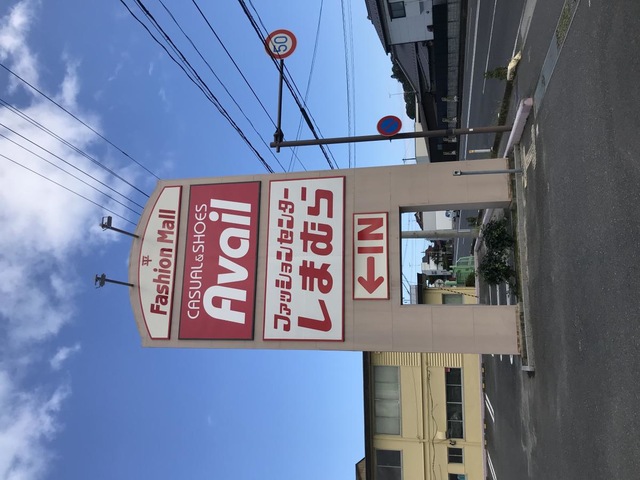 Fashion Mall
CASUAL&SHOES
Avail
ファッションセンター
しまむら
←IN
50